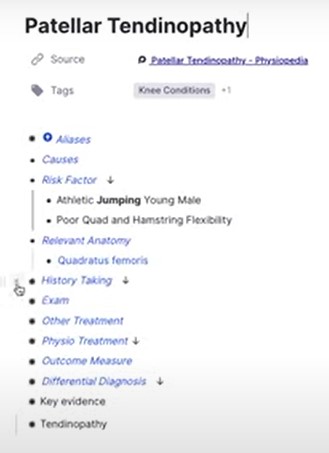 Patellar Tendinopathy
Source Patellar Tendinopathy - Physiopedia
Tags Knee Conditions +1
Aliases
Causes
Risk Factor ↓
Athletic Jumping Young Male
Poor Quad and Hamstring Flexibility
Relevant Anatomy
Quadratus femoris
History Taking ↓
Exam
Other Treatment
Physio Treatment ↓
Outcome Measure
Differential Diagnosis ↓
Key evidence
Tendinopathy